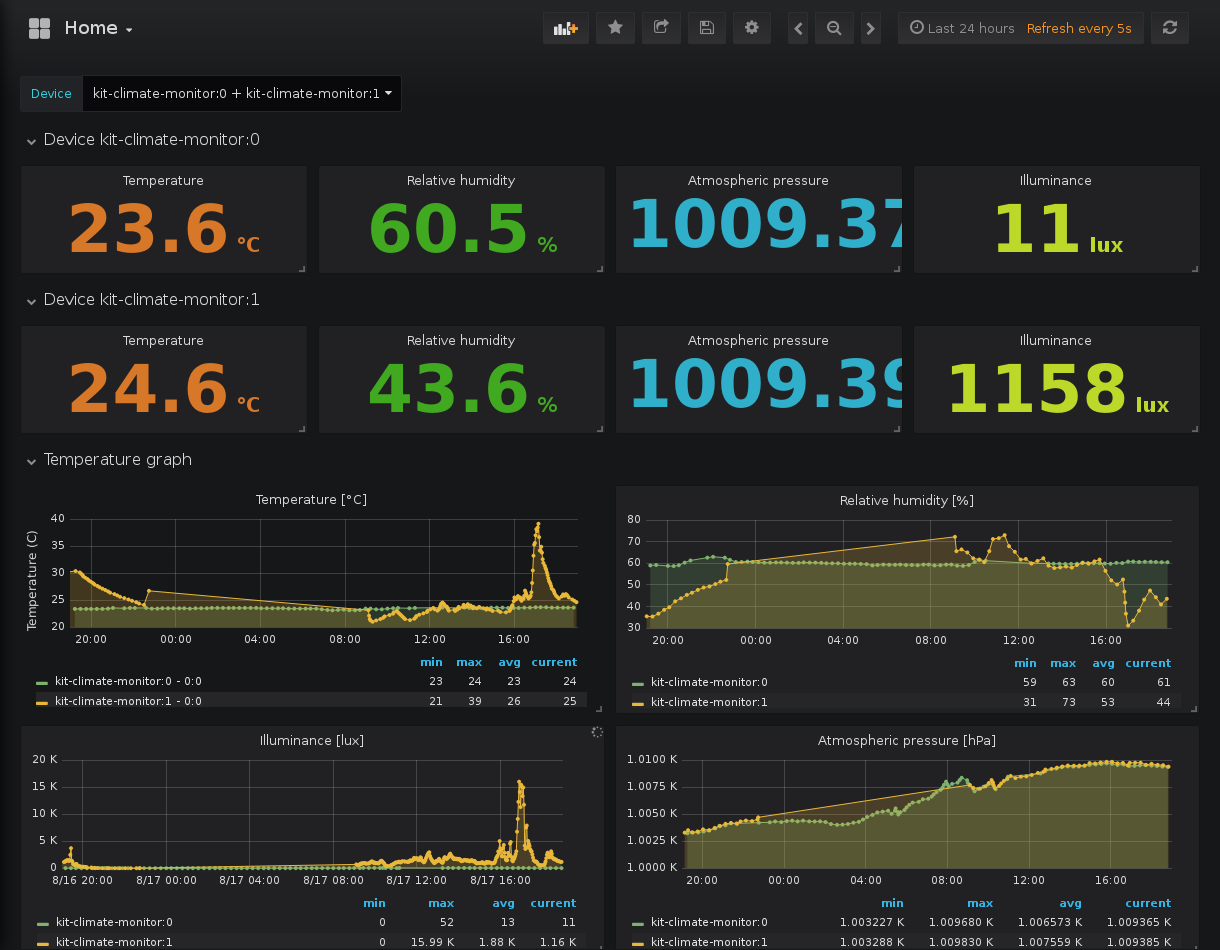 Home
Last 24 hours Refresh every 5s
Device kit-climate-monitor:0 + kit-climate-monitor:1
Device kit-climate-monitor:0
Temperature Relative humidity Atmospheric pressure Illuminance
23.6 °C 60.5 % 1009.37 11 lux
Device kit-climate-monitor:1
Temperature Relative humidity Atmospheric pressure Illuminance
24.6 °C 43.6 % 1009.39 1158 lux
Temperature graph
Temperature [°C]
Temperature (C)
40
35
30
25
20
20:00 00:00 04:00 08:00 12:00 16:00
min max avg current
kit-climate-monitor:0 - 0:0 23 24 23 24
kit-climate-monitor:1 - 0:0 21 39 26 25
Relative humidity [%]
80
70
60
50
40
30
20:00 00:00 04:00 08:00 12:00 16:00
min max avg current
kit-climate-monitor:0 59 63 60 61
kit-climate-monitor:1 31 73 53 44
Illuminance [lux]
20 K
15 K
10 K
5 K
0
8/16 20:00 8/17 00:00 8/17 04:00 8/17 08:00 8/17 12:00 8/17 16:00
min max avg current
kit-climate-monitor:0 0 52 13 11
kit-climate-monitor:1 0 15.99 K 1.88 K 1.16 K
Atmospheric pressure [hPa]
1.0100 K
1.0075 K
1.0050 K
1.0025 K
1.0000 K
20:00 00:00 04:00 08:00 12:00 16:00
min max avg current
kit-climate-monitor:0 1.003227 K 1.009680 K 1.006573 K 1.009365 K
kit-climate-monitor:1 1.003288 K 1.009830 K 1.007559 K 1.009385 K